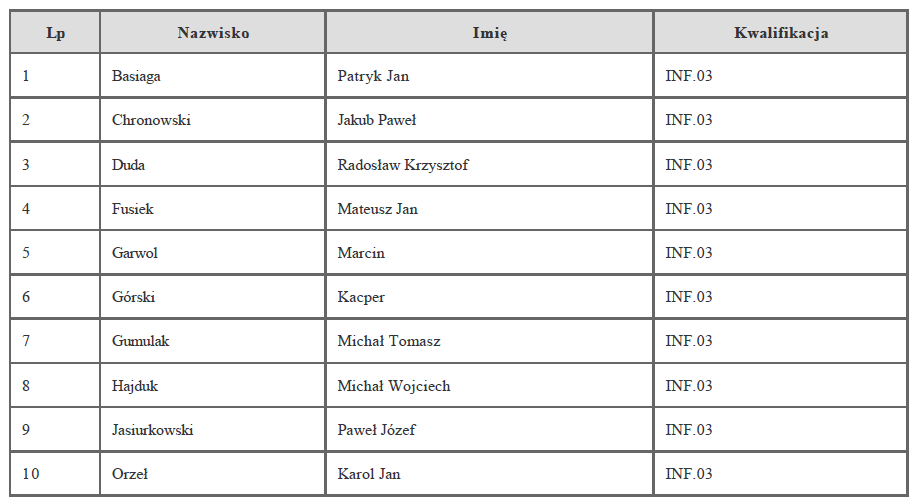 Lp Nazwisko Imię Kwalifikacja
1 Basiaga Patryk Jan INF.03
2 Chronowski Jakub Paweł INF.03
3 Duda Radosław Krzysztof INF.03
4 Fusiek Mateusz Jan INF.03
5 Garwol Marcin INF.03
6 Górski Kacper INF.03
7 Gumulak Michał Tomasz INF.03
8 Hajduk Michał Wojciech INF.03
9 Jasiurkowski Paweł Józef INF.03
10 Orzeł Karol Jan INF.03